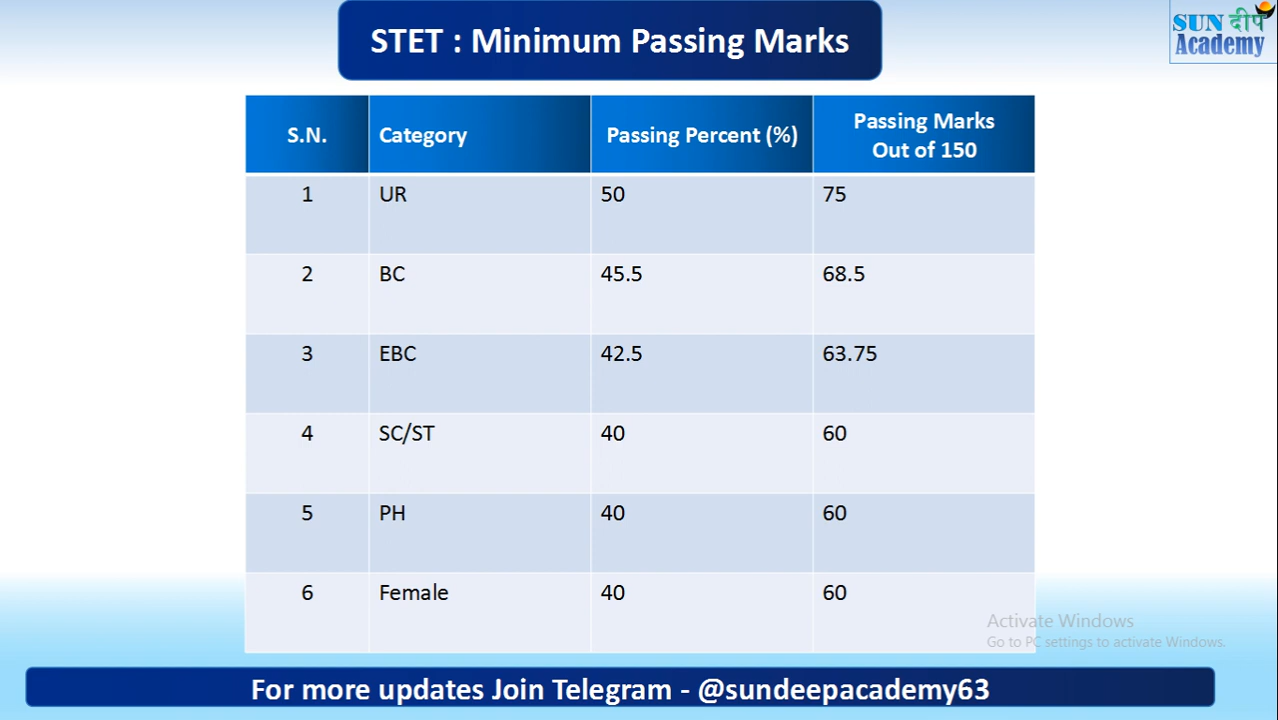 STET : Minimum Passing Marks
SUN दीप
Academy
S.N. Category Passing Percent (%) Passing Marks
Out of 150
1 UR 50 75
2 BC 45.5 68.5
3 EBC 42.5 63.75
4 SC/ST 40 60
5 PH 40 60
6 Female 40 60
Activate Windows
Go to PC settings to activate Windows.
For more updates Join Telegram - @sundeepacademy63